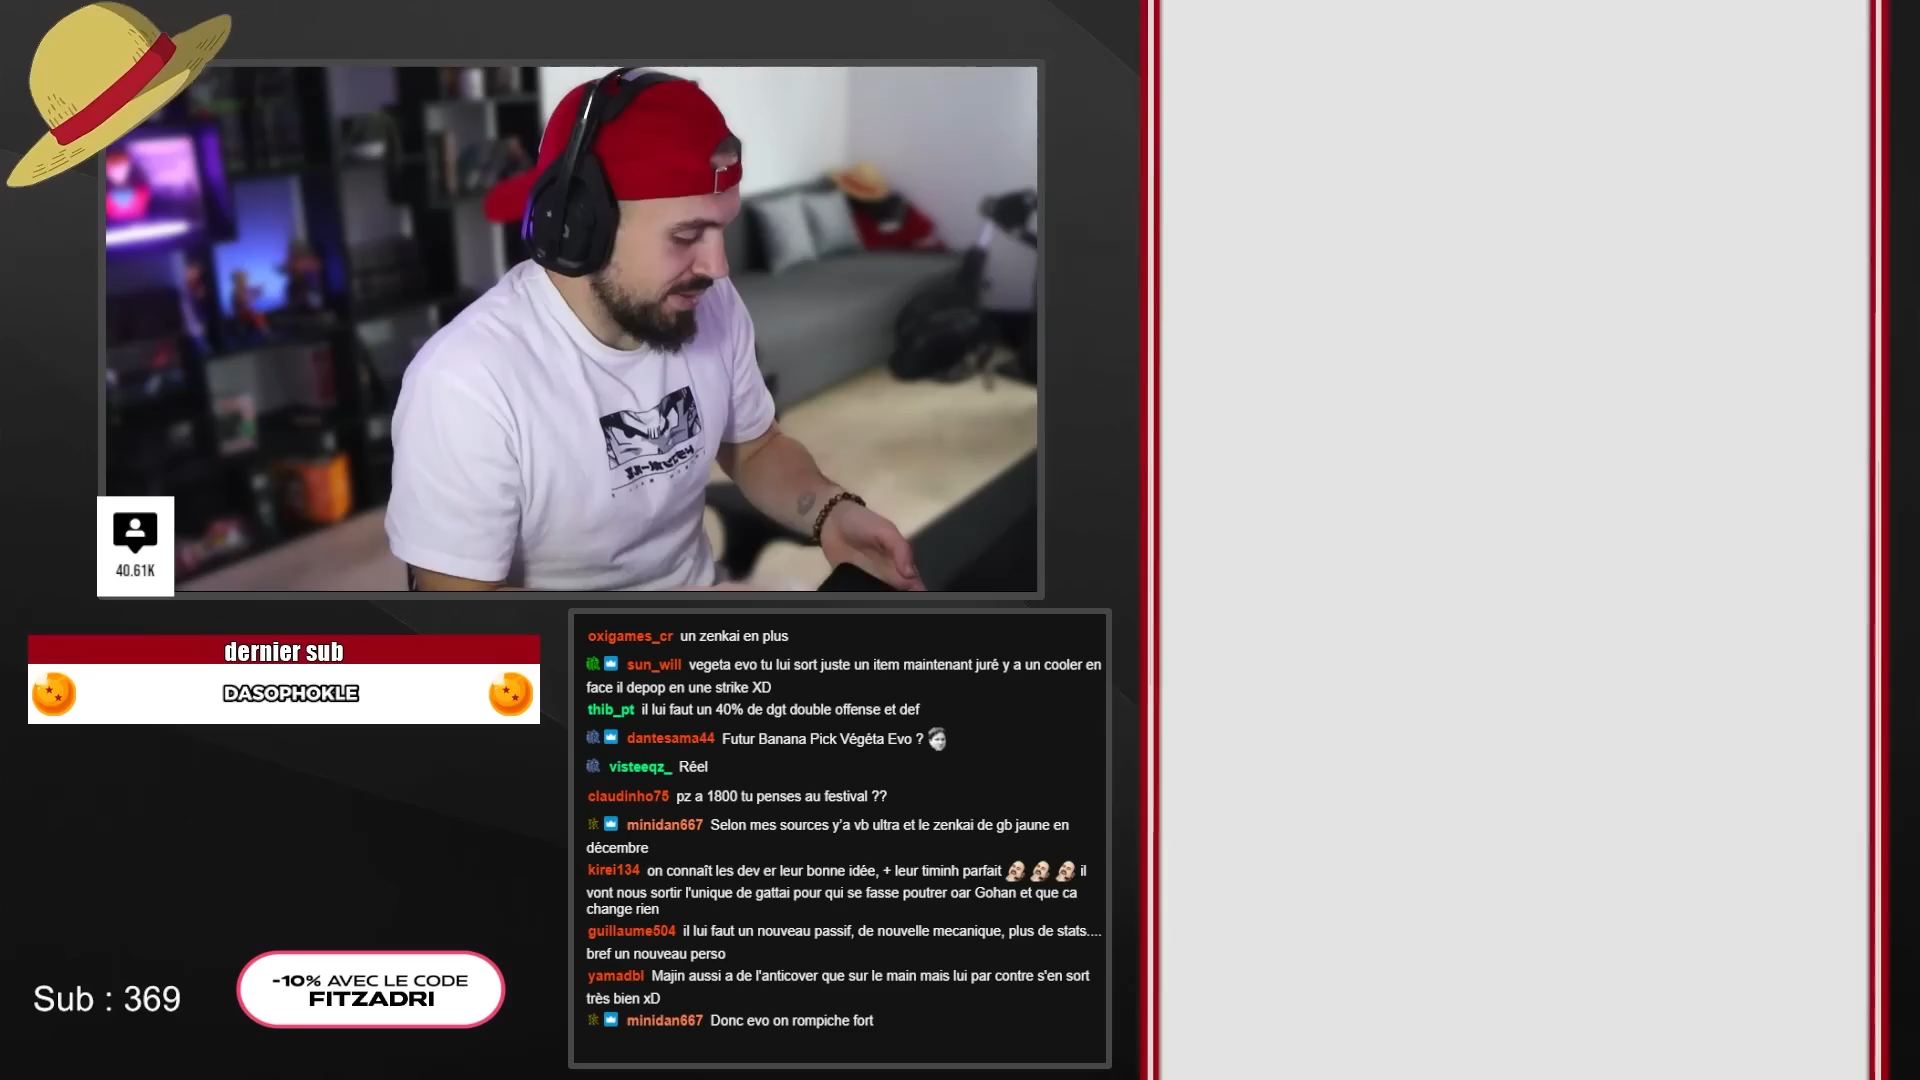 40.61K
dernier sub
DASOPHOKLE
Sub : 369
-10% AVEC LE CODE
FITZADRI
oxigames_cr un zenkai en plus
sun_will vegeta evo tu lui sort juste un item maintenant juré y a un cooler en
face il depop en une strike XD
thib_pt il lui faut un 40% de dgt double offense et def
dantesama44 Futur Banana Pick Végéta Evo ?
visteeqz_ Réel
claudinho75 pz a 1800 tu penses au festival ??
minidan667 Selon mes sources y'a vb ultra et le zenkai de gb jaune en
décembre
kirei134 on connaît les dev er leur bonne idée, + leur timinh parfait il
vont nous sortir l'unique de gattai pour qui se fasse poutrer oar Gohan et que ca
change rien
guillaume504 il lui faut un nouveau passif, de nouvelle mecanique, plus de stats....
bref un nouveau perso
yamadbl Majin aussi a de l'anticover que sur le main mais lui par contre s'en sort
très bien xD
minidan667 Donc evo on rompiche fort